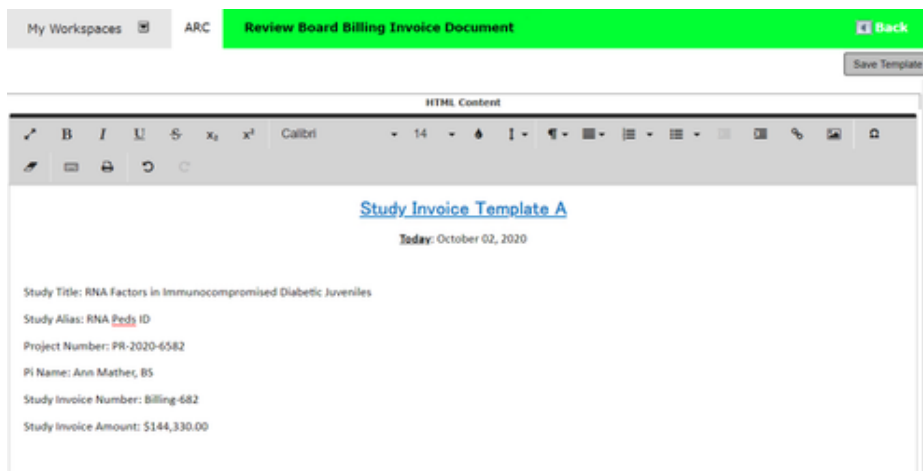 My Workspaces ARC Review Board Billing Invoice Document Back
Save Template
HTML Content
B I U S x₂ x² Calibri 14 ¶ Ω
Study Invoice Template A
Today: October 02, 2020
Study Title: RNA Factors in Immunocompromised Diabetic Juveniles
Study Alias: RNA Peds ID
Project Number: PR-2020-6582
Pi Name: Ann Mather, BS
Study Invoice Number: Billing-682
Study Invoice Amount: $144,330.00